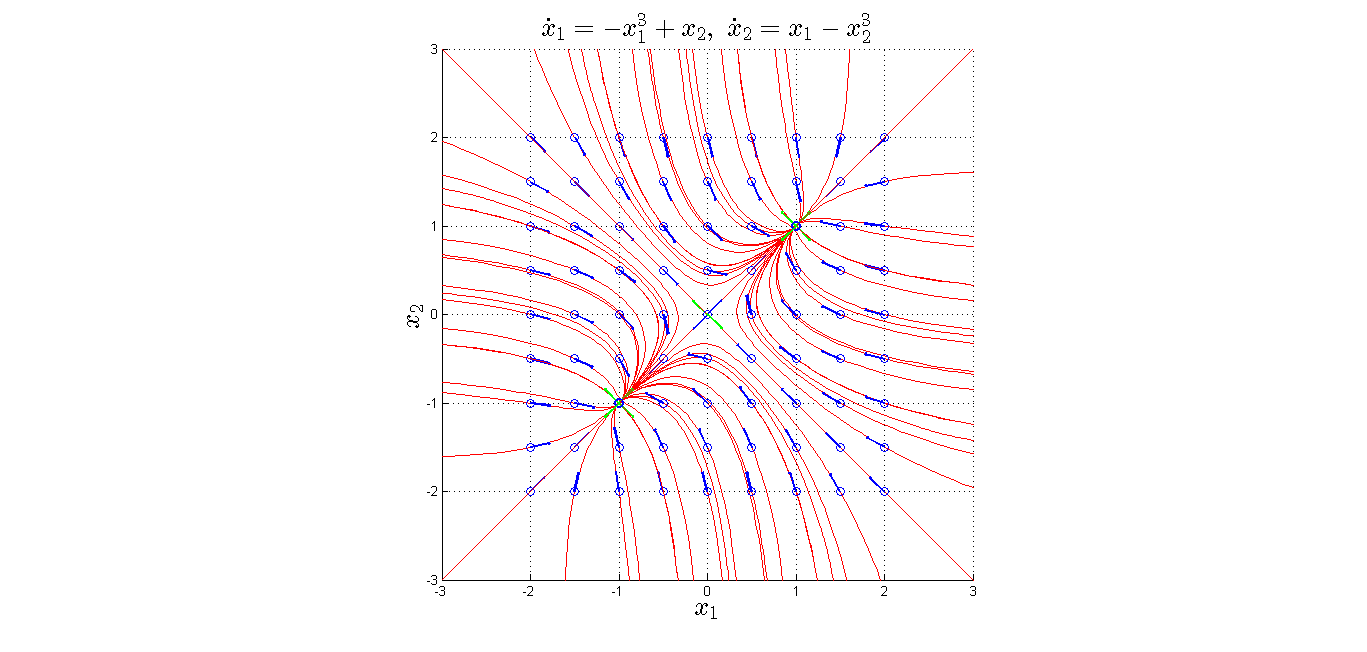 ẋ₁ = −x₁³ + x₂, ẋ₂ = x₁ − x₂³
3
2
1
0
-1
-2
-3
x₂
-3 -2 -1 0 1 2 3
x₁